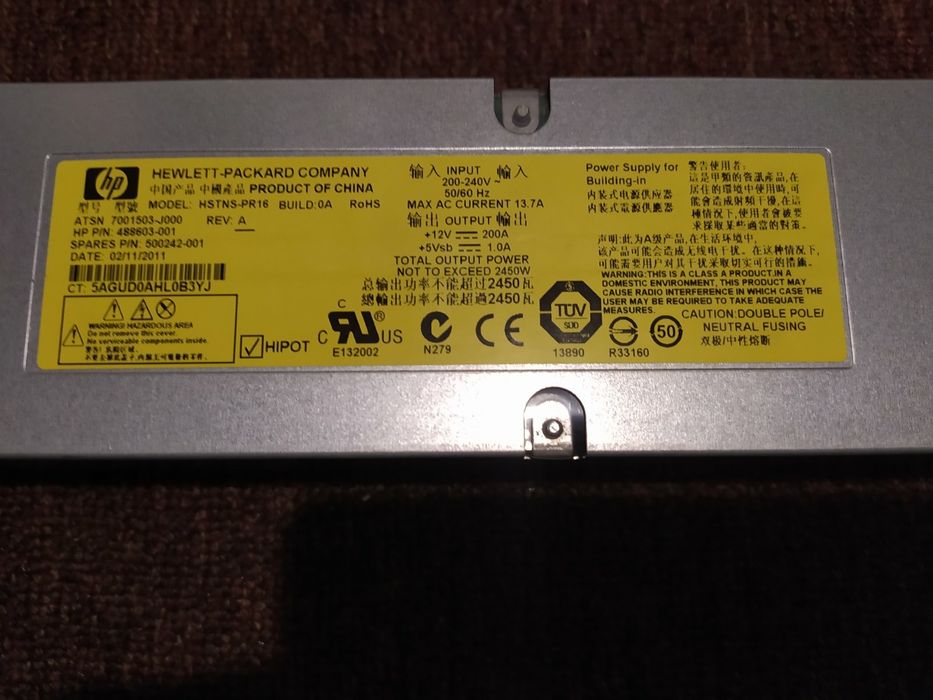 hp
HEWLETT-PACKARD COMPANY
中国产品 中國產品 PRODUCT OF CHINA
型号 型號 MODEL: HSTNS-PR16 BUILD:0A RoHS
ATSN 7001503-J000 REV: A
HP P/N: 488603-001
SPARES P/N: 500242-001
DATE: 02/11/2011
CT: 5AGUD0AHL0B3YJ
WARNING! HAZARDOUS AREA
Do not remove this cover.
No serviceable components inside.
HIPOT
输入 INPUT 輸入
200-240V~
50/60 Hz
MAX AC CURRENT 13.7A
输出 OUTPUT 輸出
+12V 200A
+5Vsb 1.0A
TOTAL OUTPUT POWER
NOT TO EXCEED 2450W
总输出功率不能超过2450瓦
總輸出功率不能超過2450瓦
C RU ® US
E132002
N279
CE
TUV
13890
R33160
50
Power Supply for
Building-in
内装式电源供应器
内裝式電源供應器
警告使用者:
這是甲類的資訊產品,在
居住的環境中使用時,可
能會造成射頻干擾,在這
種情況下,使用者會被要
求採取某些適當的對策。
声明:此为A级产品,在生活环境中,
该产品可能会造成无线电干扰。在这种情况下,
可能需要用户对其干扰采取切实可行的措施。
WARNING:THIS IS A CLASS A PRODUCT.IN A
DOMESTIC ENVIRONMENT, THIS PRODUCT MAY
CAUSE RADIO INTERFERENCE IN WHICH CASE THE
USER MAY BE REQUIRED TO TAKE ADEQUATE
MEASURES.
CAUTION:DOUBLE POLE/
NEUTRAL FUSING
双极/中性熔断